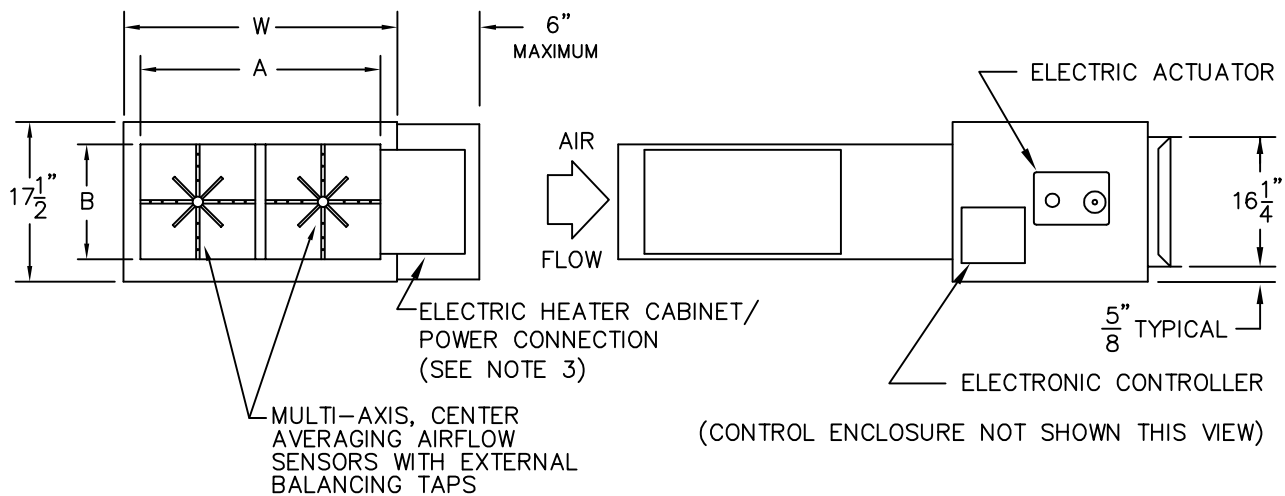 W
6"
MAXIMUM
A
ELECTRIC ACTUATOR
AIR
17 1/2"
B
16 1/4"
FLOW
ELECTRIC HEATER CABINET/
POWER CONNECTION
(SEE NOTE 3)
5/8" TYPICAL
ELECTRONIC CONTROLLER
MULTI-AXIS, CENTER
AVERAGING AIRFLOW
SENSORS WITH EXTERNAL
BALANCING TAPS
(CONTROL ENCLOSURE NOT SHOWN THIS VIEW)